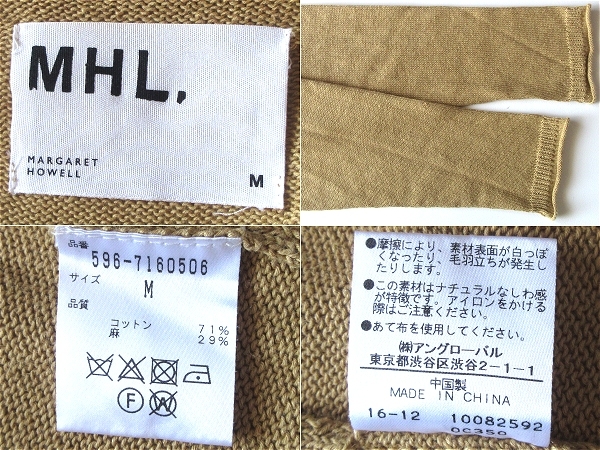 MHL.
MARGARET
HOWELL
M
品番
596-7160506
サイズ
M
品質
コットン 71%
麻 29%
F
W
●摩擦により、素材表面が白っぽ
くなったり、毛羽立ちが発生し
たりします。
●この素材はナチュラルなしわ感
が特徴です。アイロンをかける
際はご注意ください。
●あて布を使用してください。
㈱アングローバル
東京都渋谷区渋谷2-1-1
中国製
MADE IN CHINA
16-12 10082592
0C350